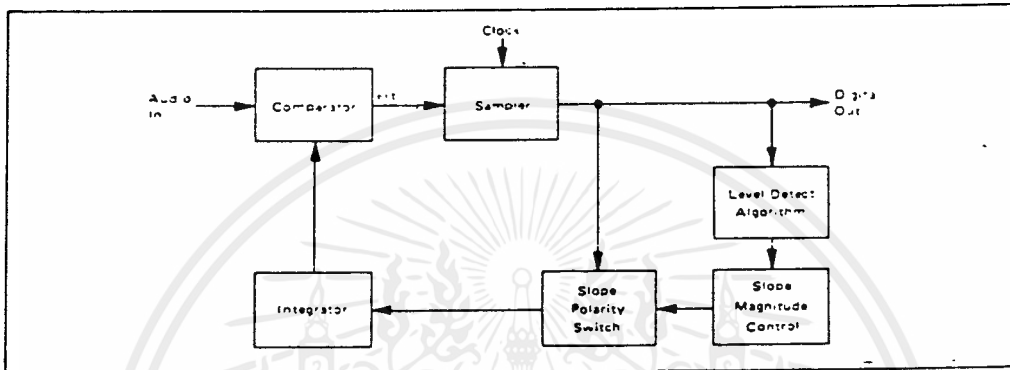 Clock
Audio
In
Comparator
Sampler
Digital
Out
Level Detect
Algorithm
Integrator
Slope
Polarity
Switch
Slope
Magnitude
Control